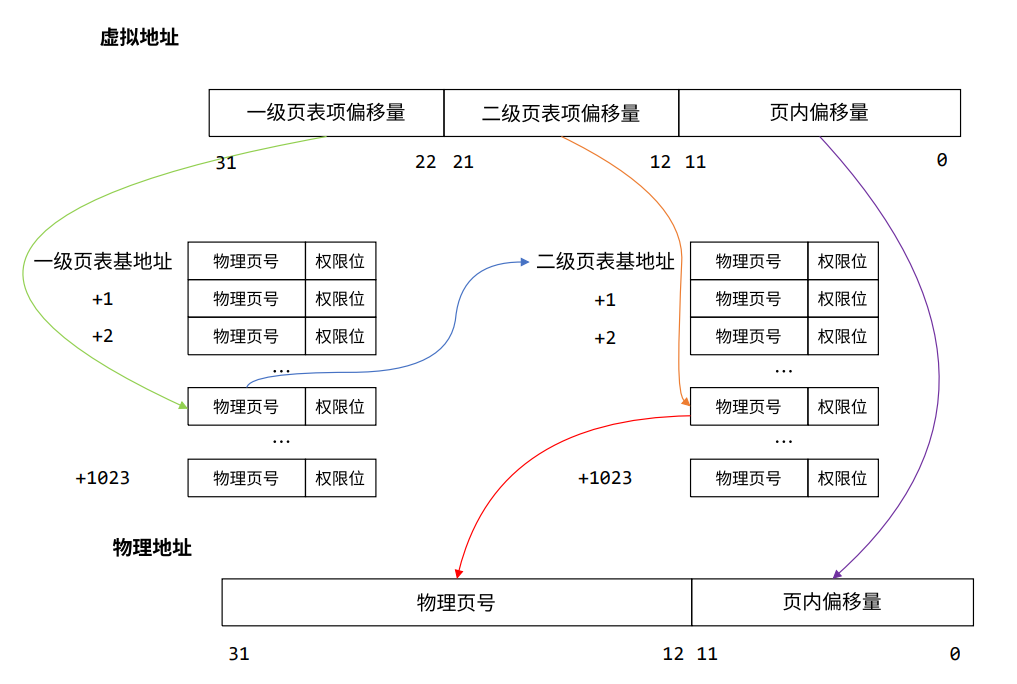 虚拟地址
一级页表项偏移量 二级页表项偏移量 页内偏移量
31 22 21 12 11 0
一级页表基地址 物理页号 权限位 二级页表基地址 物理页号 权限位
+1 物理页号 权限位 +1 物理页号 权限位
+2 物理页号 权限位 +2 物理页号 权限位
... ...
物理页号 权限位 物理页号 权限位
... ...
+1023 物理页号 权限位 +1023 物理页号 权限位
物理地址
物理页号 页内偏移量
31 12 11 0